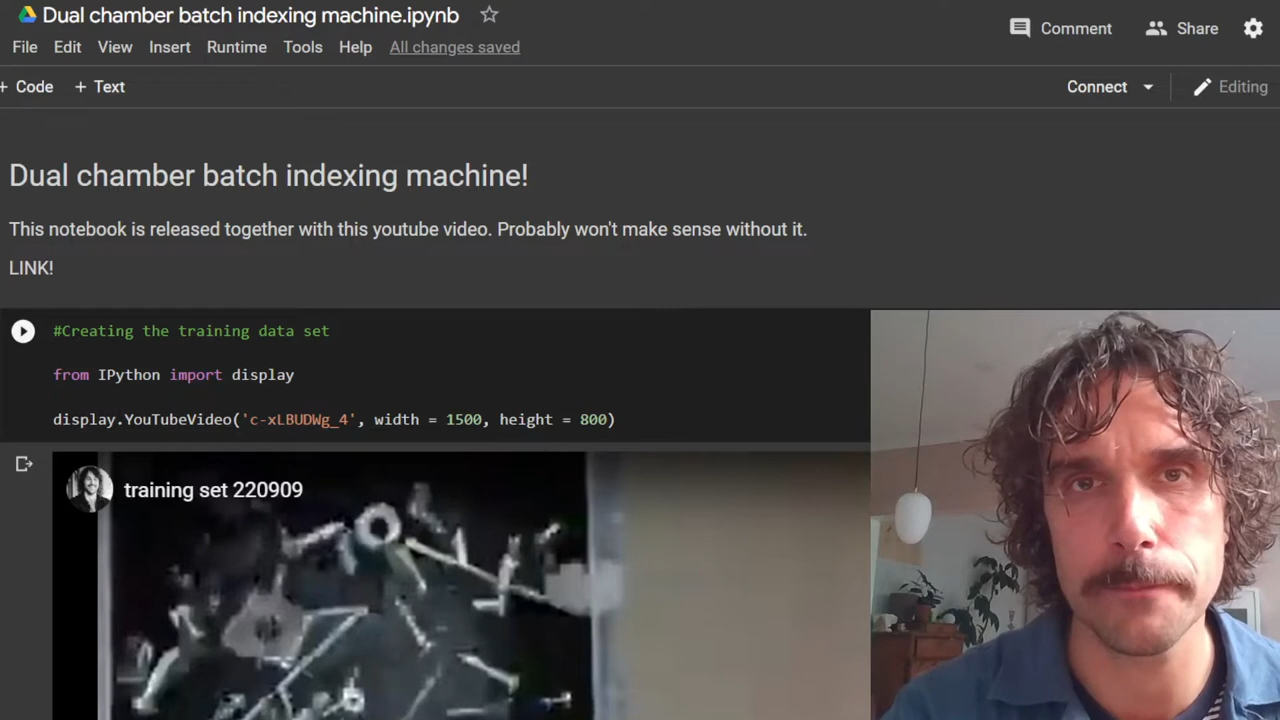 Dual chamber batch indexing machine.ipynb
File Edit View Insert Runtime Tools Help All changes saved
Comment Share
+ Code + Text
Connect Editing
Dual chamber batch indexing machine!
This notebook is released together with this youtube video. Probably won't make sense without it.
LINK!
#Creating the training data set
from IPython import display
display.YouTubeVideo('c-xLBUDWg_4', width = 1500, height = 800)
training set 220909